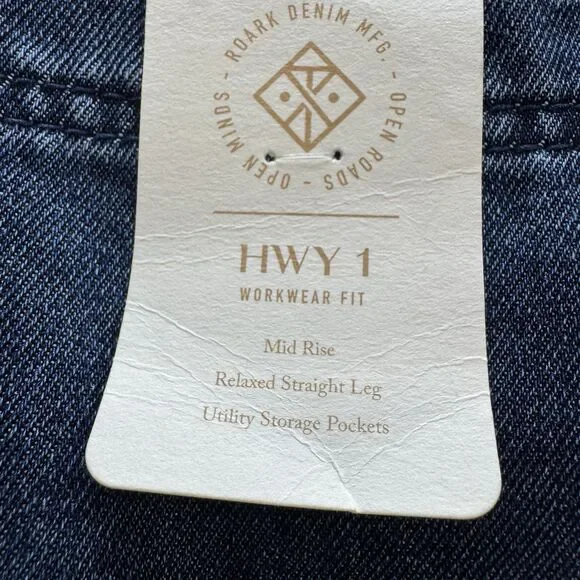 ROARK DENIM MFG. - OPEN ROADS - OPEN MINDS -
HWY 1
WORKWEAR FIT
Mid Rise
Relaxed Straight Leg
Utility Storage Pockets